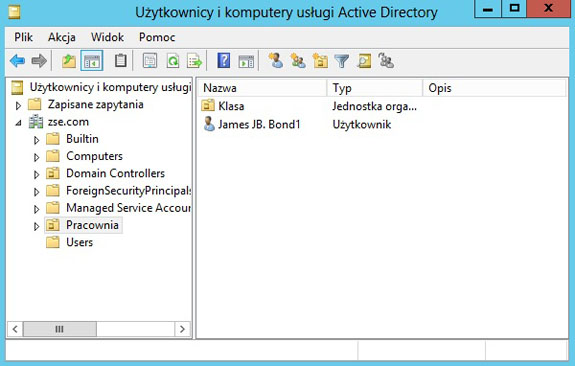 Użytkownicy i komputery usługi Active Directory
Plik Akcja Widok Pomoc
Użytkownicy i komputery usługi
Zapisane zapytania
zse.com
Builtin
Computers
Domain Controllers
ForeignSecurityPrincipals
Managed Service Accour
Pracownia
Users
Nazwa Typ Opis
Klasa Jednostka orga...
James JB. Bond1 Użytkownik